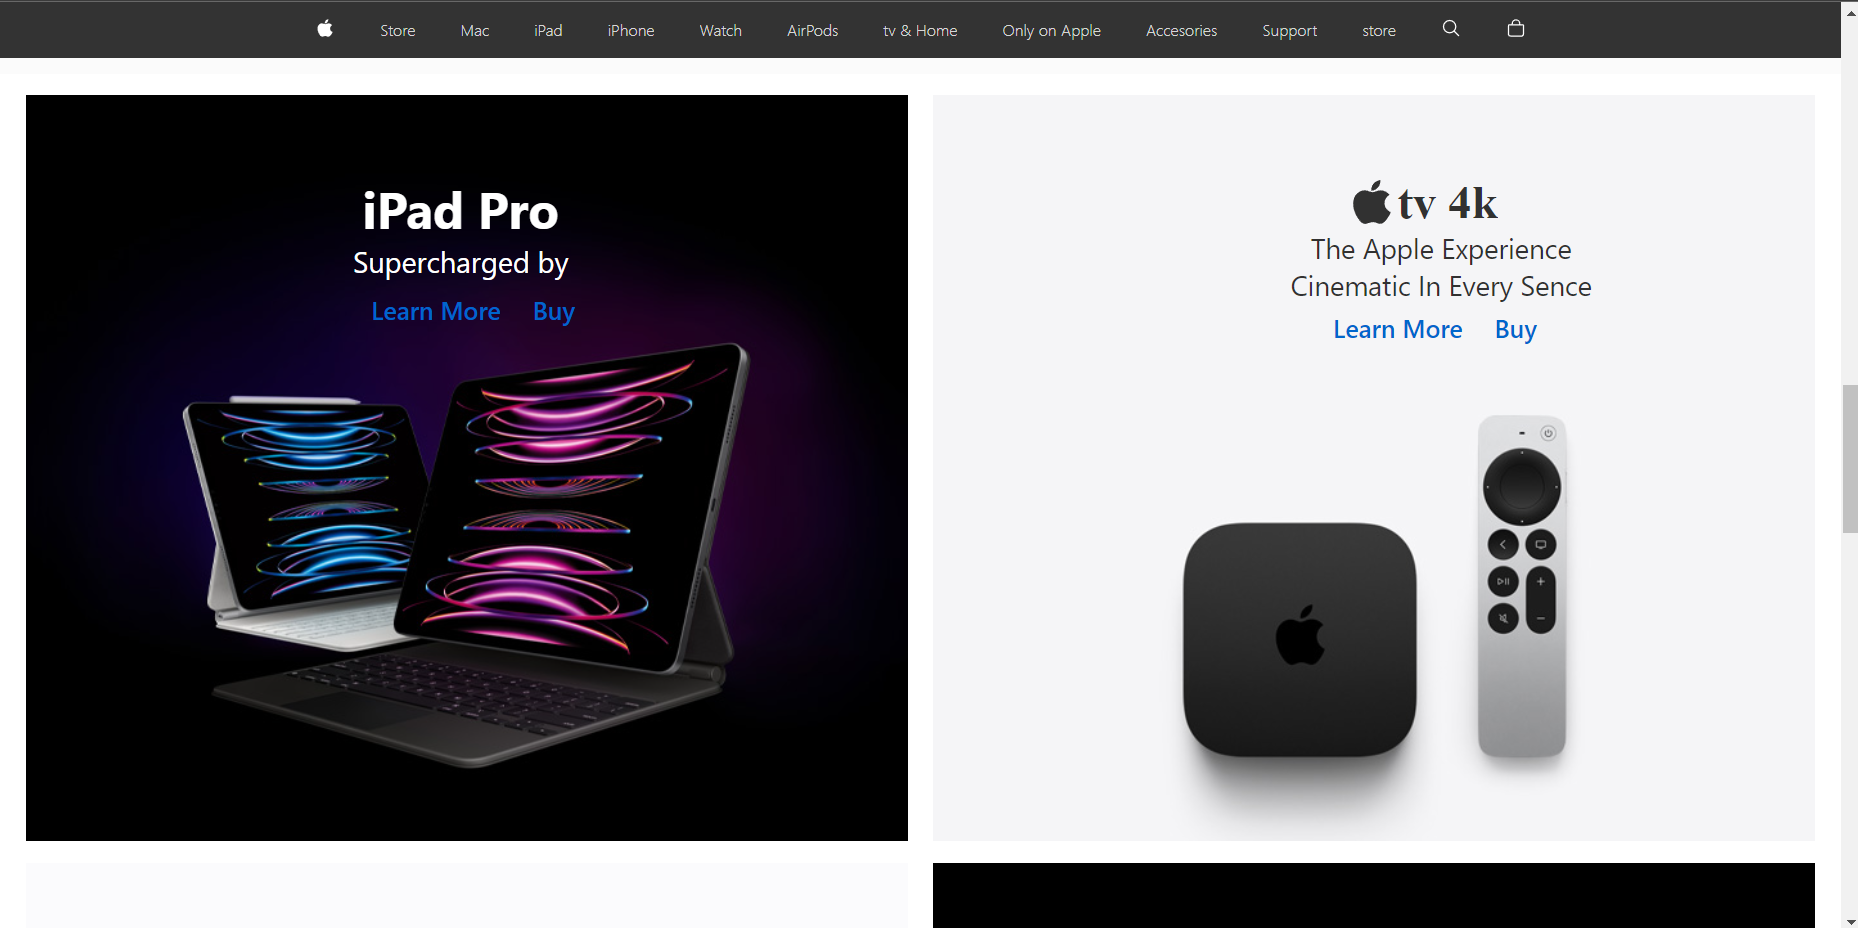 Store Mac iPad iPhone Watch AirPods tv & Home Only on Apple Accesories Support store
iPad Pro
Supercharged by
Learn More Buy
tv 4k
The Apple Experience
Cinematic In Every Sence
Learn More Buy